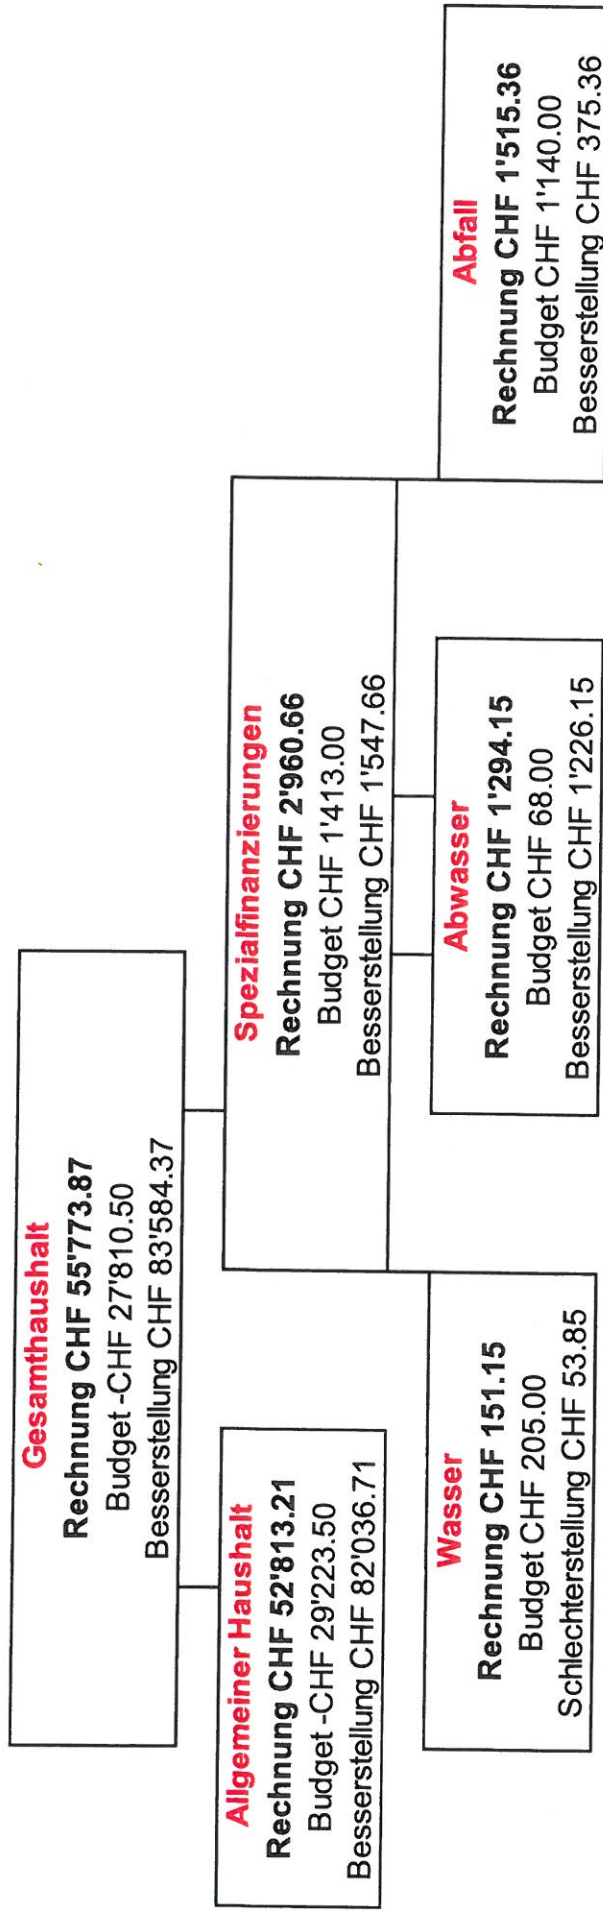 Gesamthaushalt
Rechnung CHF 55'773.87
Budget -CHF 27'810.50
Besserstellung CHF 83'584.37
Allgemeiner Haushalt
Rechnung CHF 52'813.21
Budget -CHF 29'223.50
Besserstellung CHF 82'036.71
Spezialfinanzierungen
Rechnung CHF 2'960.66
Budget CHF 1'413.00
Besserstellung CHF 1'547.66
Wasser
Rechnung CHF 151.15
Budget CHF 205.00
Schlechterstellung CHF 53.85
Abwasser
Rechnung CHF 1'294.15
Budget CHF 68.00
Besserstellung CHF 1'226.15
Abfall
Rechnung CHF 1'515.36
Budget CHF 1'140.00
Besserstellung CHF 375.36